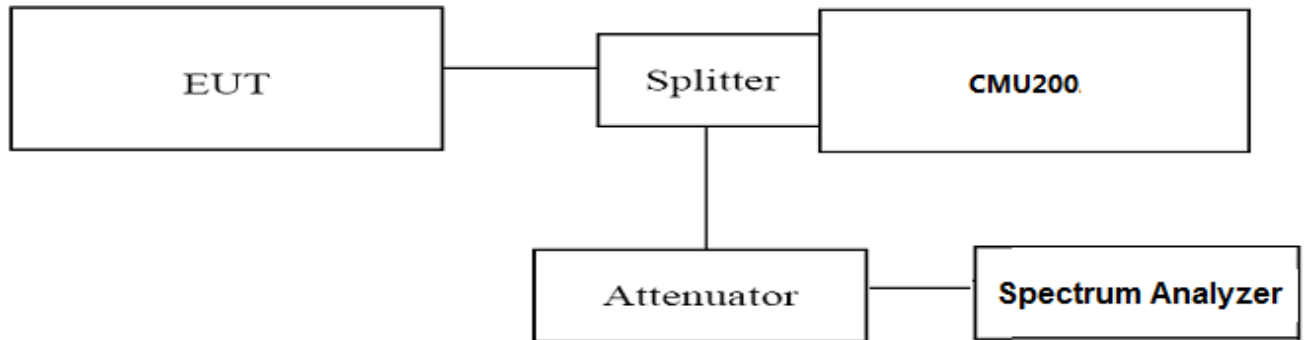 EUT
Splitter
CMU200.
Attenuator
Spectrum Analyzer